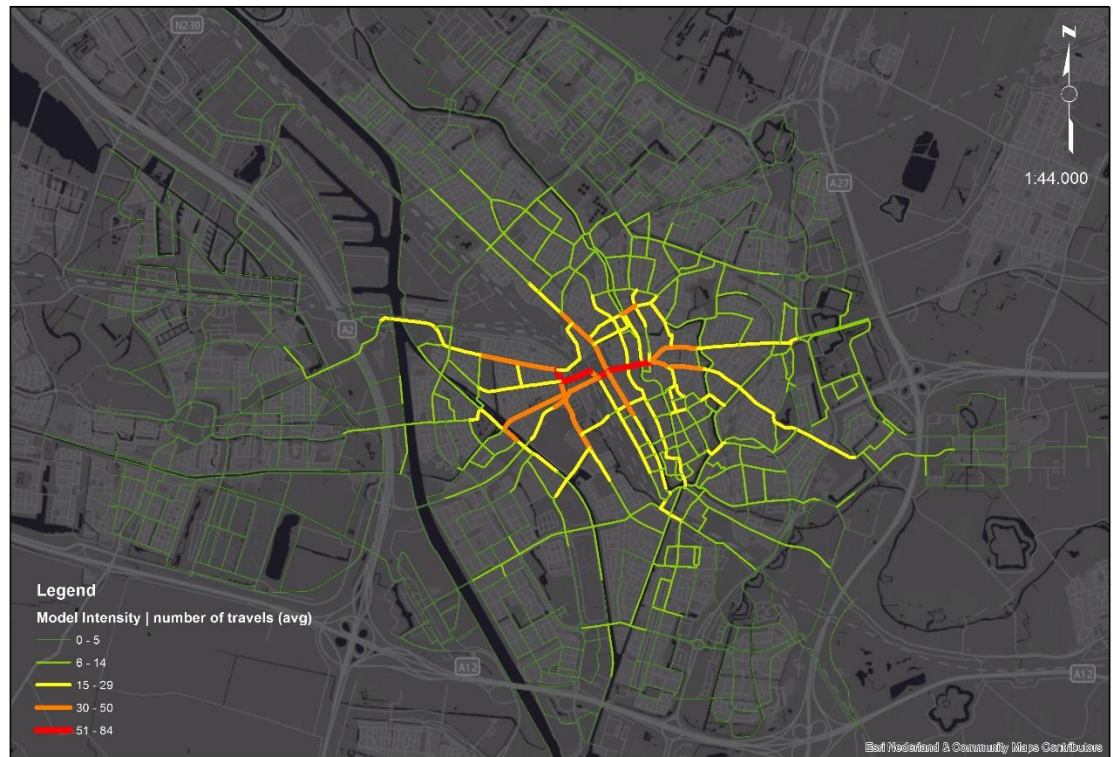 N230
N
1:44.000
A27
A2
Legend
Model Intensity | number of travels (avg)
0 - 5
6 - 14
15 - 29
30 - 50
51 - 84
A12
A12
Esri Nederland & Community Maps Contributors